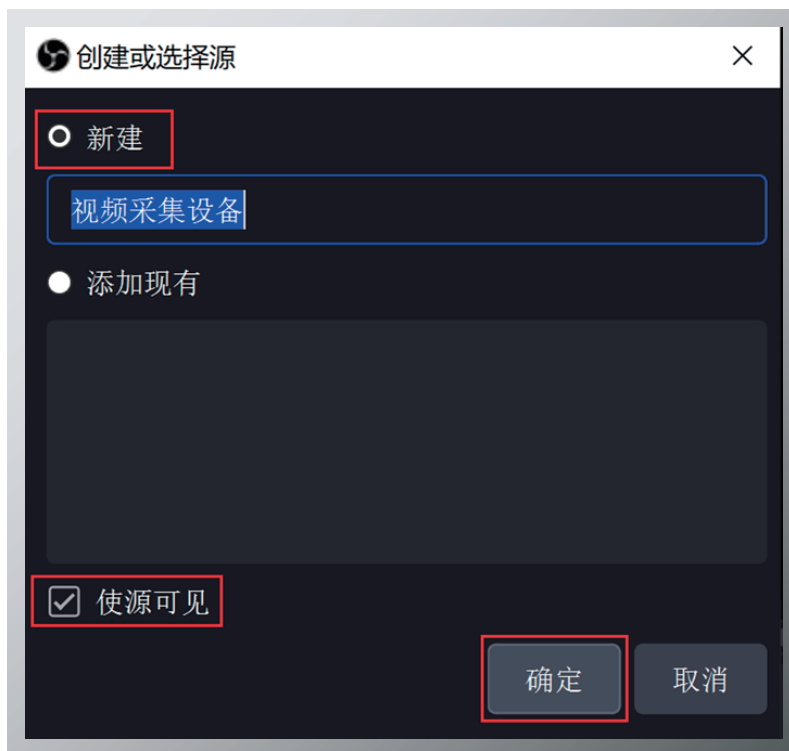 创建或选择源
新建
视频采集设备
添加现有
使源可见
确定 取消